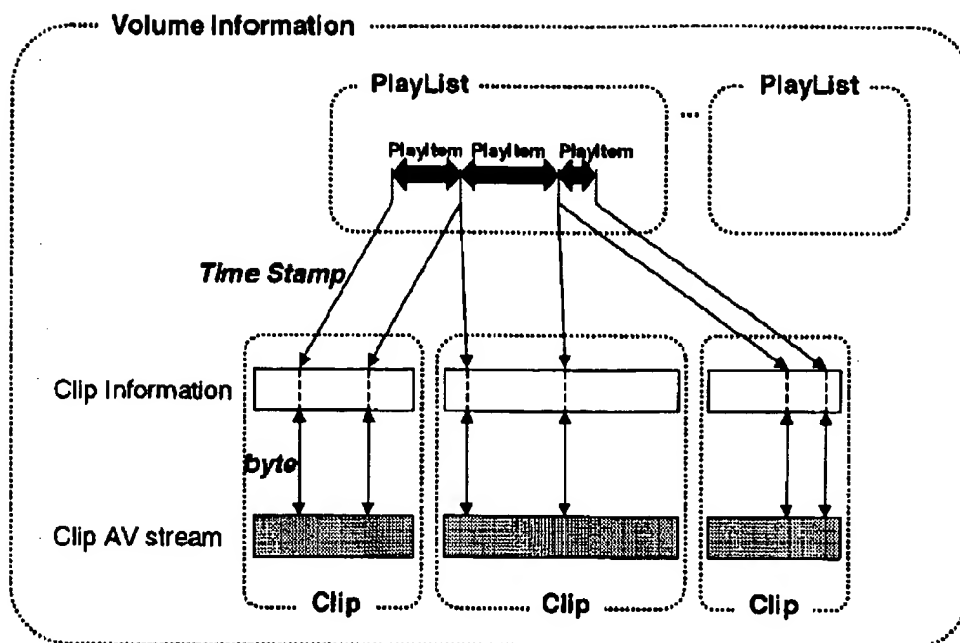 Volume Information
PlayList
...
PlayList
PlayItem PlayItem PlayItem
Time Stamp
Clip Information
byte
Clip AV stream
Clip
Clip
Clip